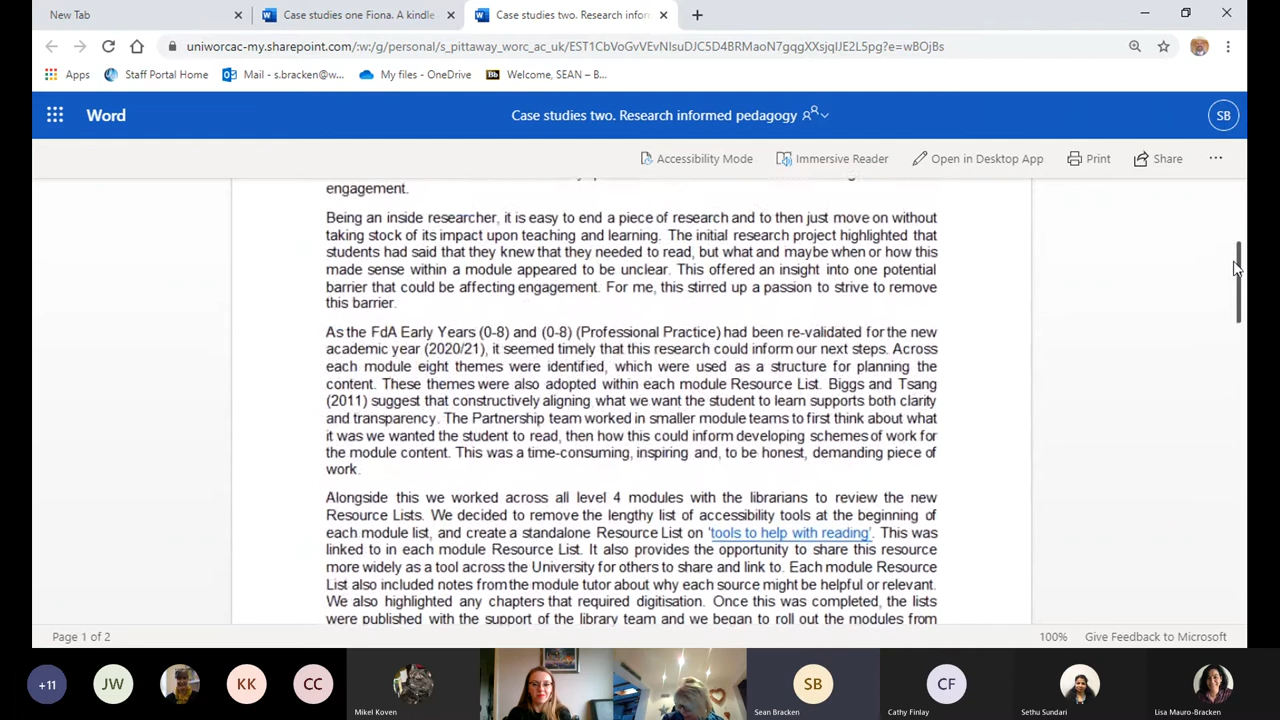 New Tab
Case studies one Fiona. A kindle
Case studies two. Research infor
uniworcac-my.sharepoint.com/:w:/g/personal/s_pittaway_worc_ac_uk/EST1CbVoGvVEvNIsuDJC5D4BRMaoN7gqgXXsjqIJE2L5pg?e=wBOjBs
Apps
Staff Portal Home
Mail - s.bracken@w...
My files - OneDrive
Bb
Welcome, SEAN – B...
Word
Case studies two. Research informed pedagogy
SB
Accessibility Mode
Immersive Reader
Open in Desktop App
Print
Share
engagement.
Being an inside researcher, it is easy to end a piece of research and to then just move on without
taking stock of its impact upon teaching and learning. The initial research project highlighted that
students had said that they knew that they needed to read, but what and maybe when or how this
made sense within a module appeared to be unclear. This offered an insight into one potential
barrier that could be affecting engagement. For me, this stirred up a passion to strive to remove
this barrier.
As the FdA Early Years (0-8) and (0-8) (Professional Practice) had been re-validated for the new
academic year (2020/21), it seemed timely that this research could inform our next steps. Across
each module eight themes were identified, which were used as a structure for planning the
content. These themes were also adopted within each module Resource List. Biggs and Tsang
(2011) suggest that constructively aligning what we want the student to learn supports both clarity
and transparency. The Partnership team worked in smaller module teams to first think about what
it was we wanted the student to read, then how this could inform developing schemes of work for
the module content. This was a time-consuming, inspiring and, to be honest, demanding piece of
work.
Alongside this we worked across all level 4 modules with the librarians to review the new
Resource Lists. We decided to remove the lengthy list of accessibility tools at the beginning of
each module list, and create a standalone Resource List on 'tools to help with reading'. This was
linked to in each module Resource List. It also provides the opportunity to share this resource
more widely as a tool across the University for others to share and link to. Each module Resource
List also included notes from the module tutor about why each source might be helpful or relevant.
We also highlighted any chapters that required digitisation. Once this was completed, the lists
were published with the support of the library team and we began to roll out the modules from
Page 1 of 2
100%
Give Feedback to Microsoft
+11
JW
KK
CC
Mikel Koven
SB
Sean Bracken
CF
Cathy Finlay
Sethu Sundari
Lisa Mauro-Bracken